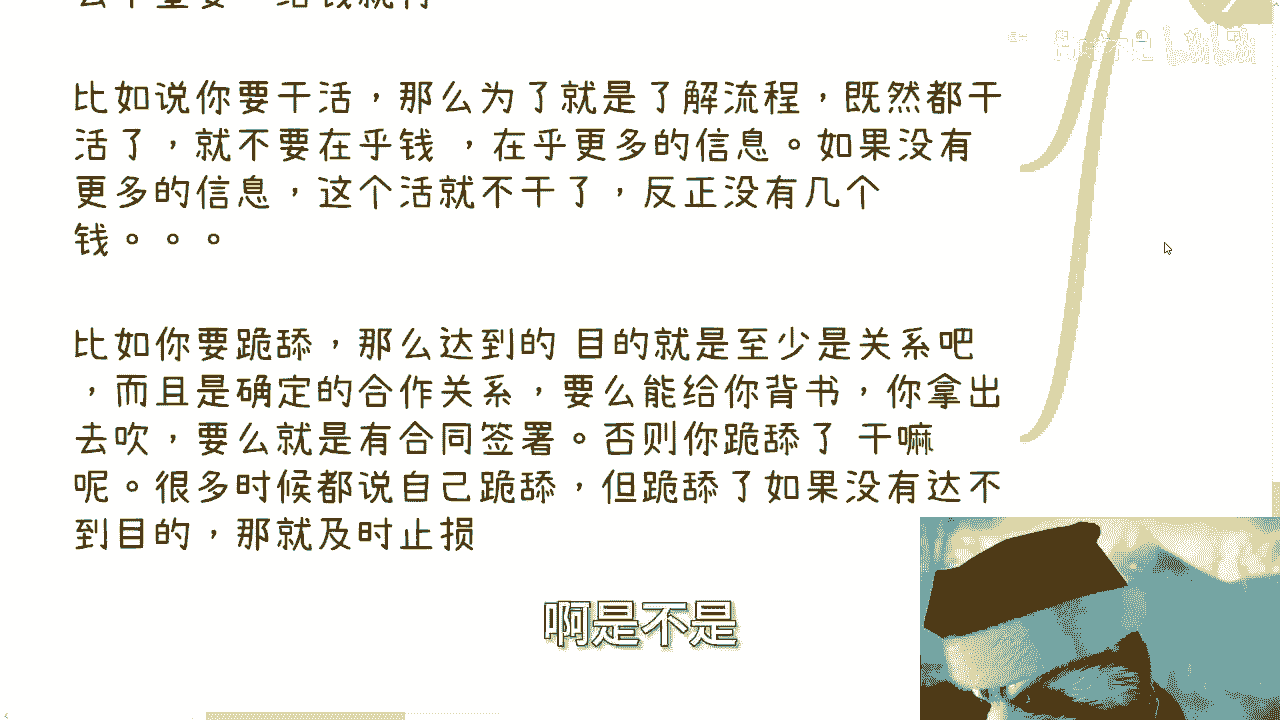 么不重要 给钱就行
比如说你要干活，那么为了就是了解流程，既然都干
活了，就不要在乎钱 ，在乎更多的信息。如果没有
更多的信息，这个活就不干了，反正没有几个
钱。。。
比如你要跪舔，那么达到的 目的就是至少是关系吧
，而且是确定的合作关系，要么能给你背书，你拿出
去吹，要么就是有合同签署。否则你跪舔了 干嘛
呢。很多时候都说自己跪舔，但跪舔了如果没有达不
到目的，那就及时止损
啊是不是